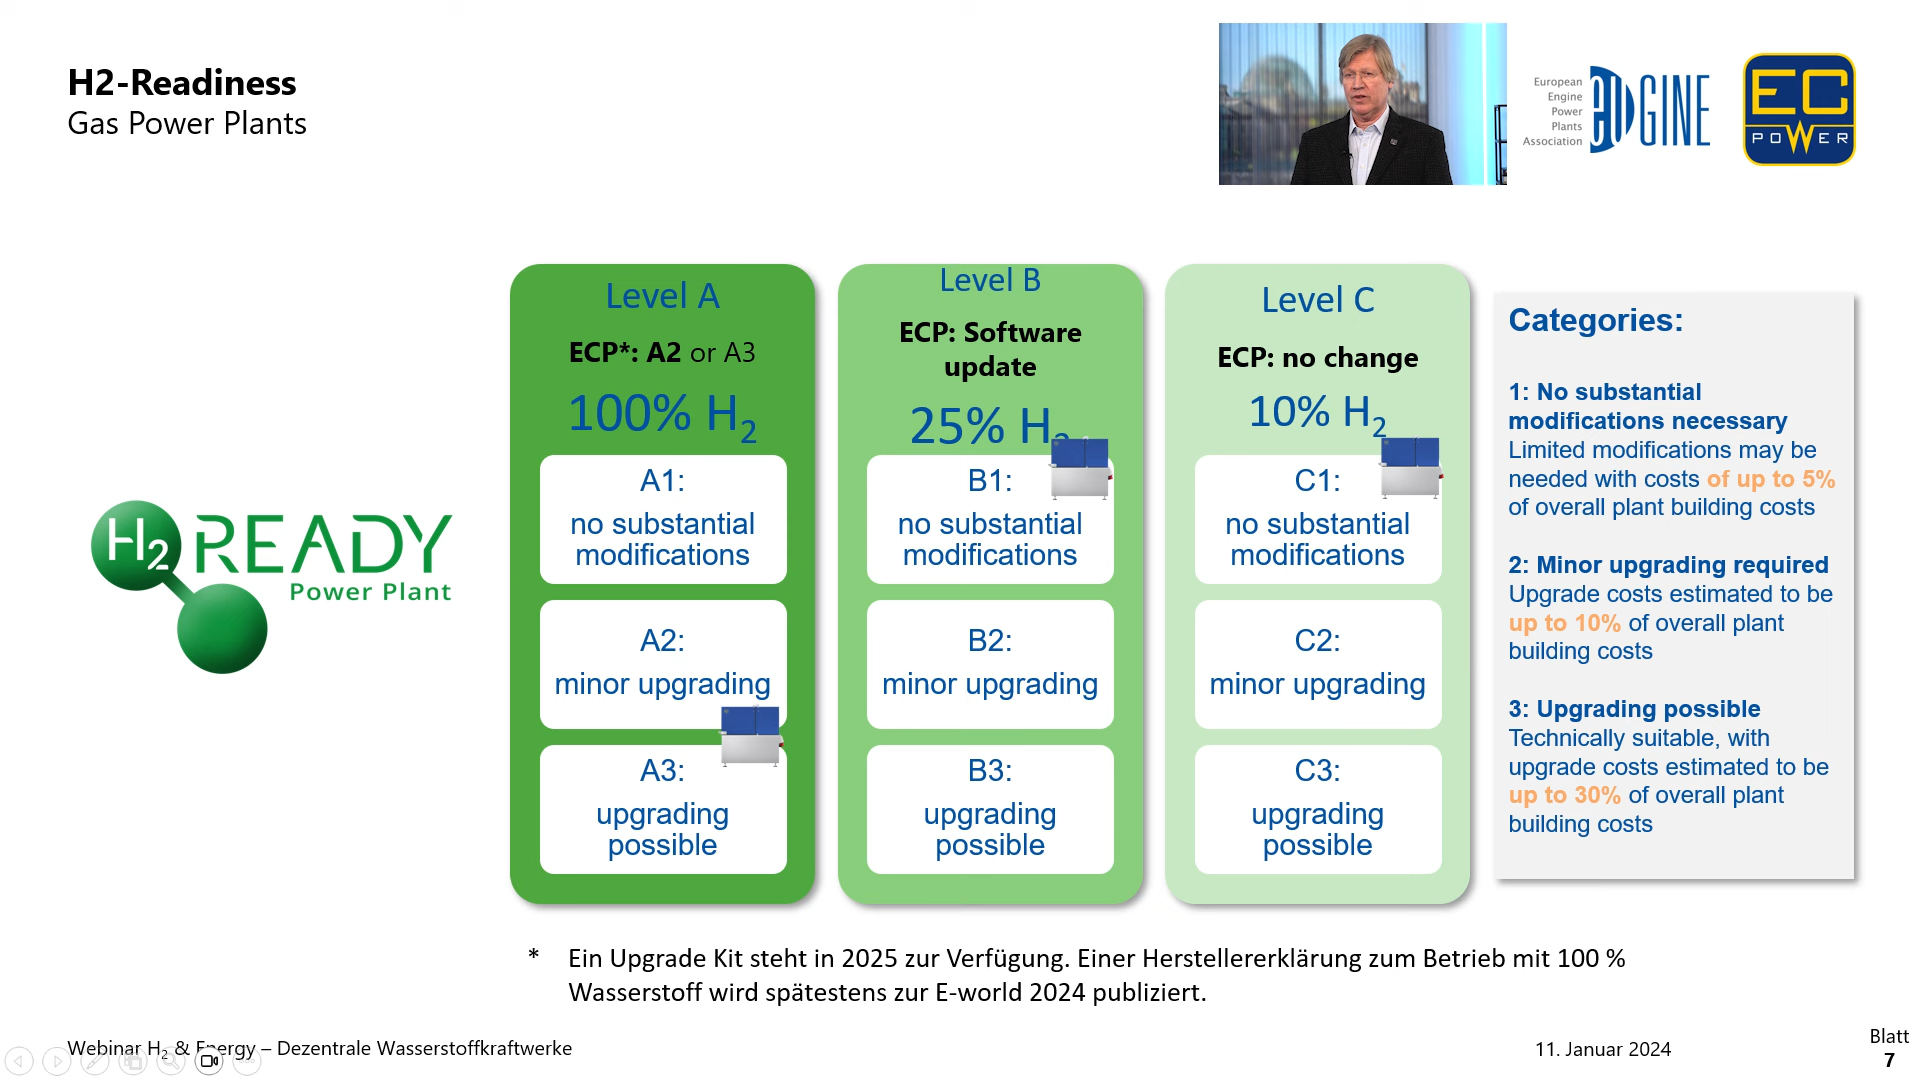 H2-Readiness
Gas Power Plants
European
Engine
Power
Plants
Association
EUGINE
EC
POWER
Level A
ECP*: A2 or A3
100% H2
A1:
no substantial
modifications
A2:
minor upgrading
A3:
upgrading
possible
Level B
ECP: Software
update
25% H2
B1:
no substantial
modifications
B2:
minor upgrading
B3:
upgrading
possible
Level C
ECP: no change
10% H2
C1:
no substantial
modifications
C2:
minor upgrading
C3:
upgrading
possible
Categories:
1: No substantial
modifications necessary
Limited modifications may be
needed with costs of up to 5%
of overall plant building costs
2: Minor upgrading required
Upgrade costs estimated to be
up to 10% of overall plant
building costs
3: Upgrading possible
Technically suitable, with
upgrade costs estimated to be
up to 30% of overall plant
building costs
H2 READY
Power Plant
* Ein Upgrade Kit steht in 2025 zur Verfügung. Einer Herstellererklärung zum Betrieb mit 100 %
Wasserstoff wird spätestens zur E-world 2024 publiziert.
Webinar H2 & Energy – Dezentrale Wasserstoffkraftwerke
11. Januar 2024
Blatt
7